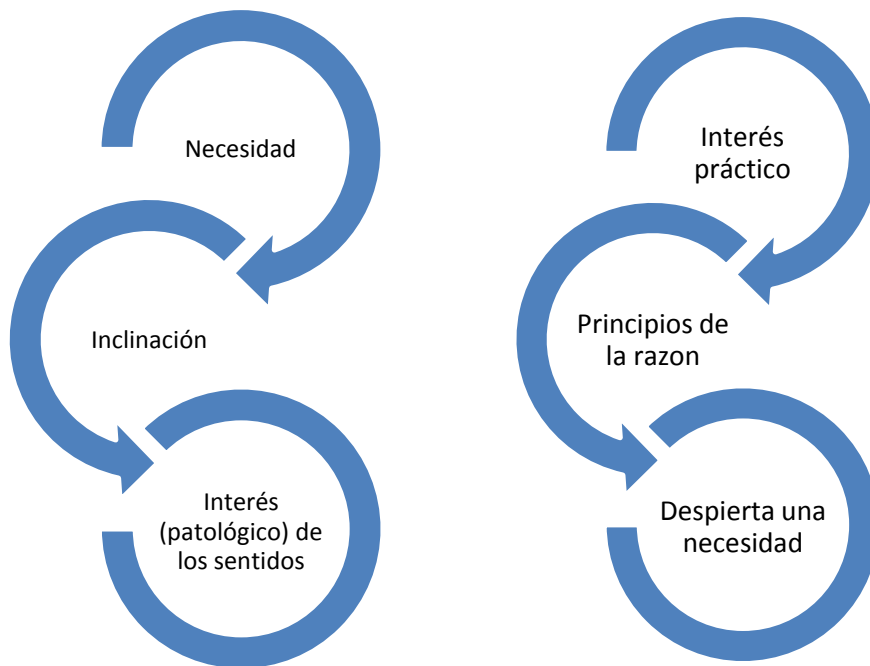 Necesidad
Inclinación
Interés
(patológico) de
los sentidos
Interés
práctico
Principios de
la razon
Despierta una
necesidad